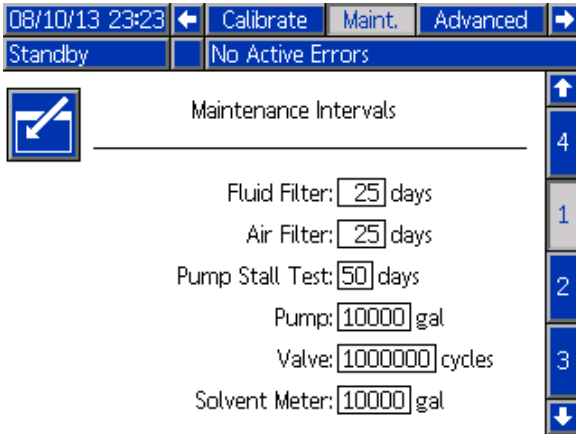 08/10/13 23:23 Calibrate Maint. Advanced
Standby No Active Errors
Maintenance Intervals
4
Fluid Filter: 25 days
1
Air Filter: 25 days
Pump Stall Test: 50 days
2
Pump: 10000 gal
Valve: 1000000 cycles
3
Solvent Meter: 10000 gal